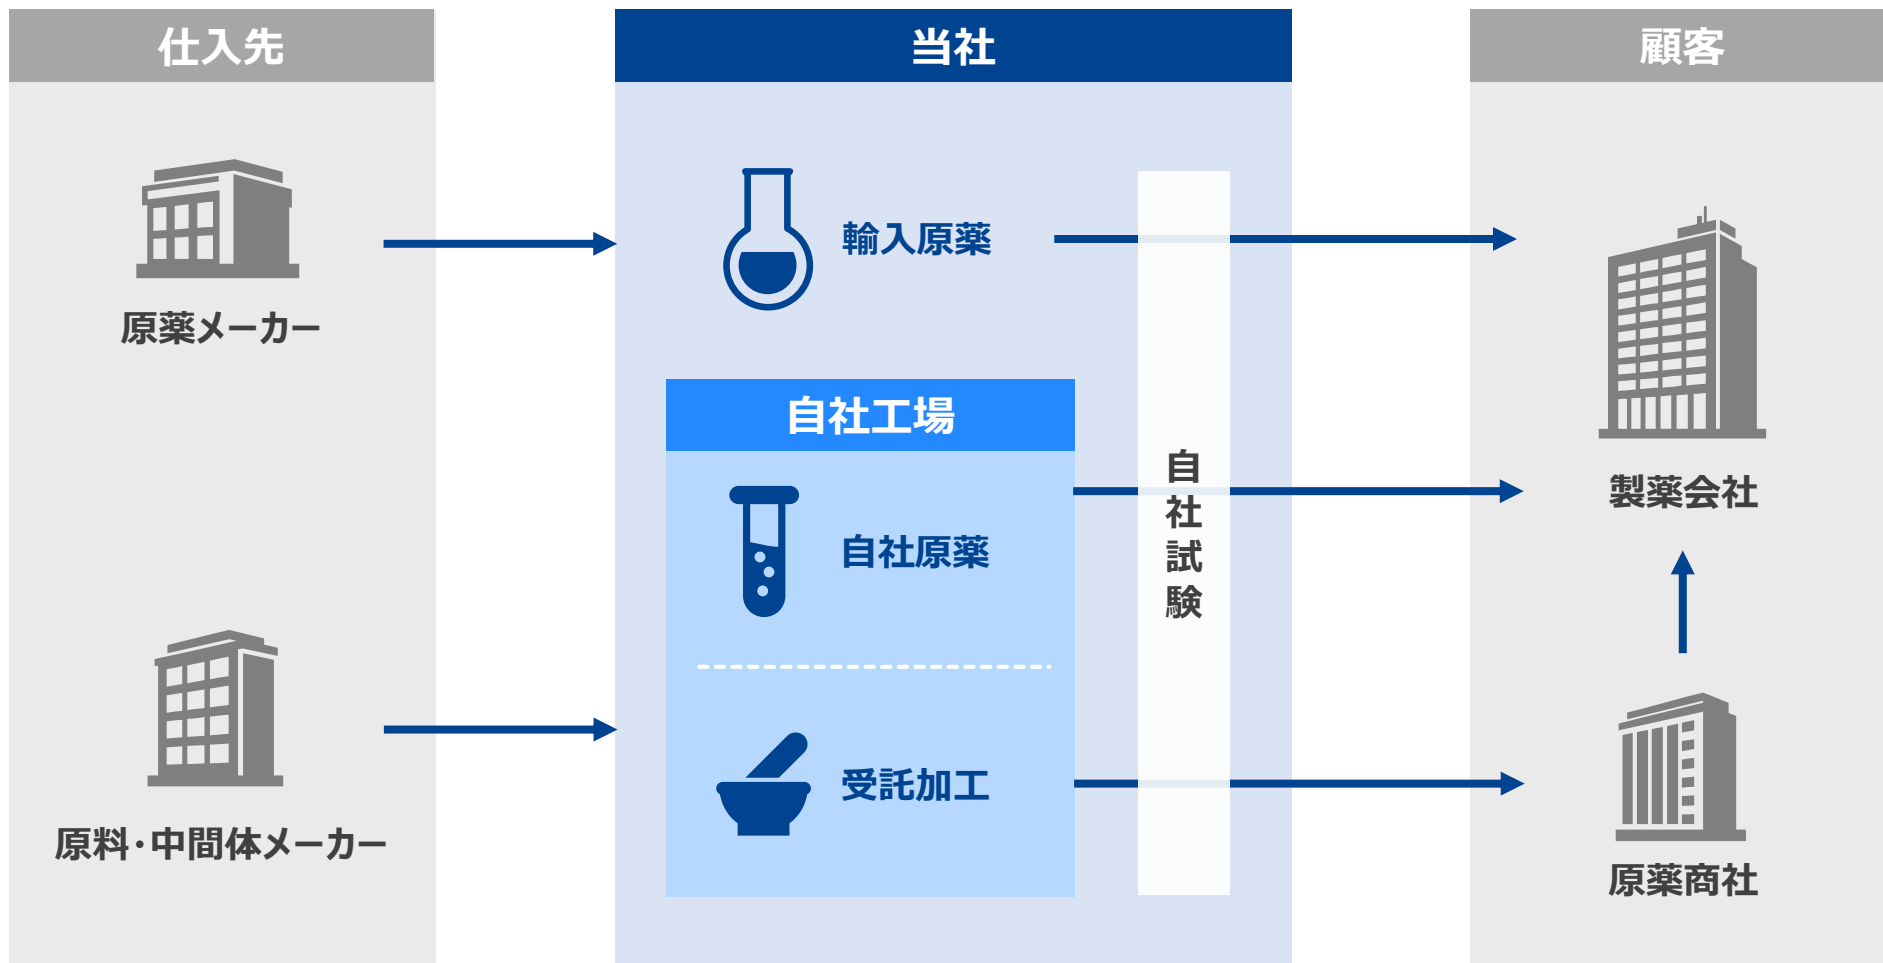 仕入先
当社
顧客
原薬メーカー
原料・中間体メーカー
輸入原薬
自社工場
自社原薬
受託加工
自社試験
製薬会社
原薬商社